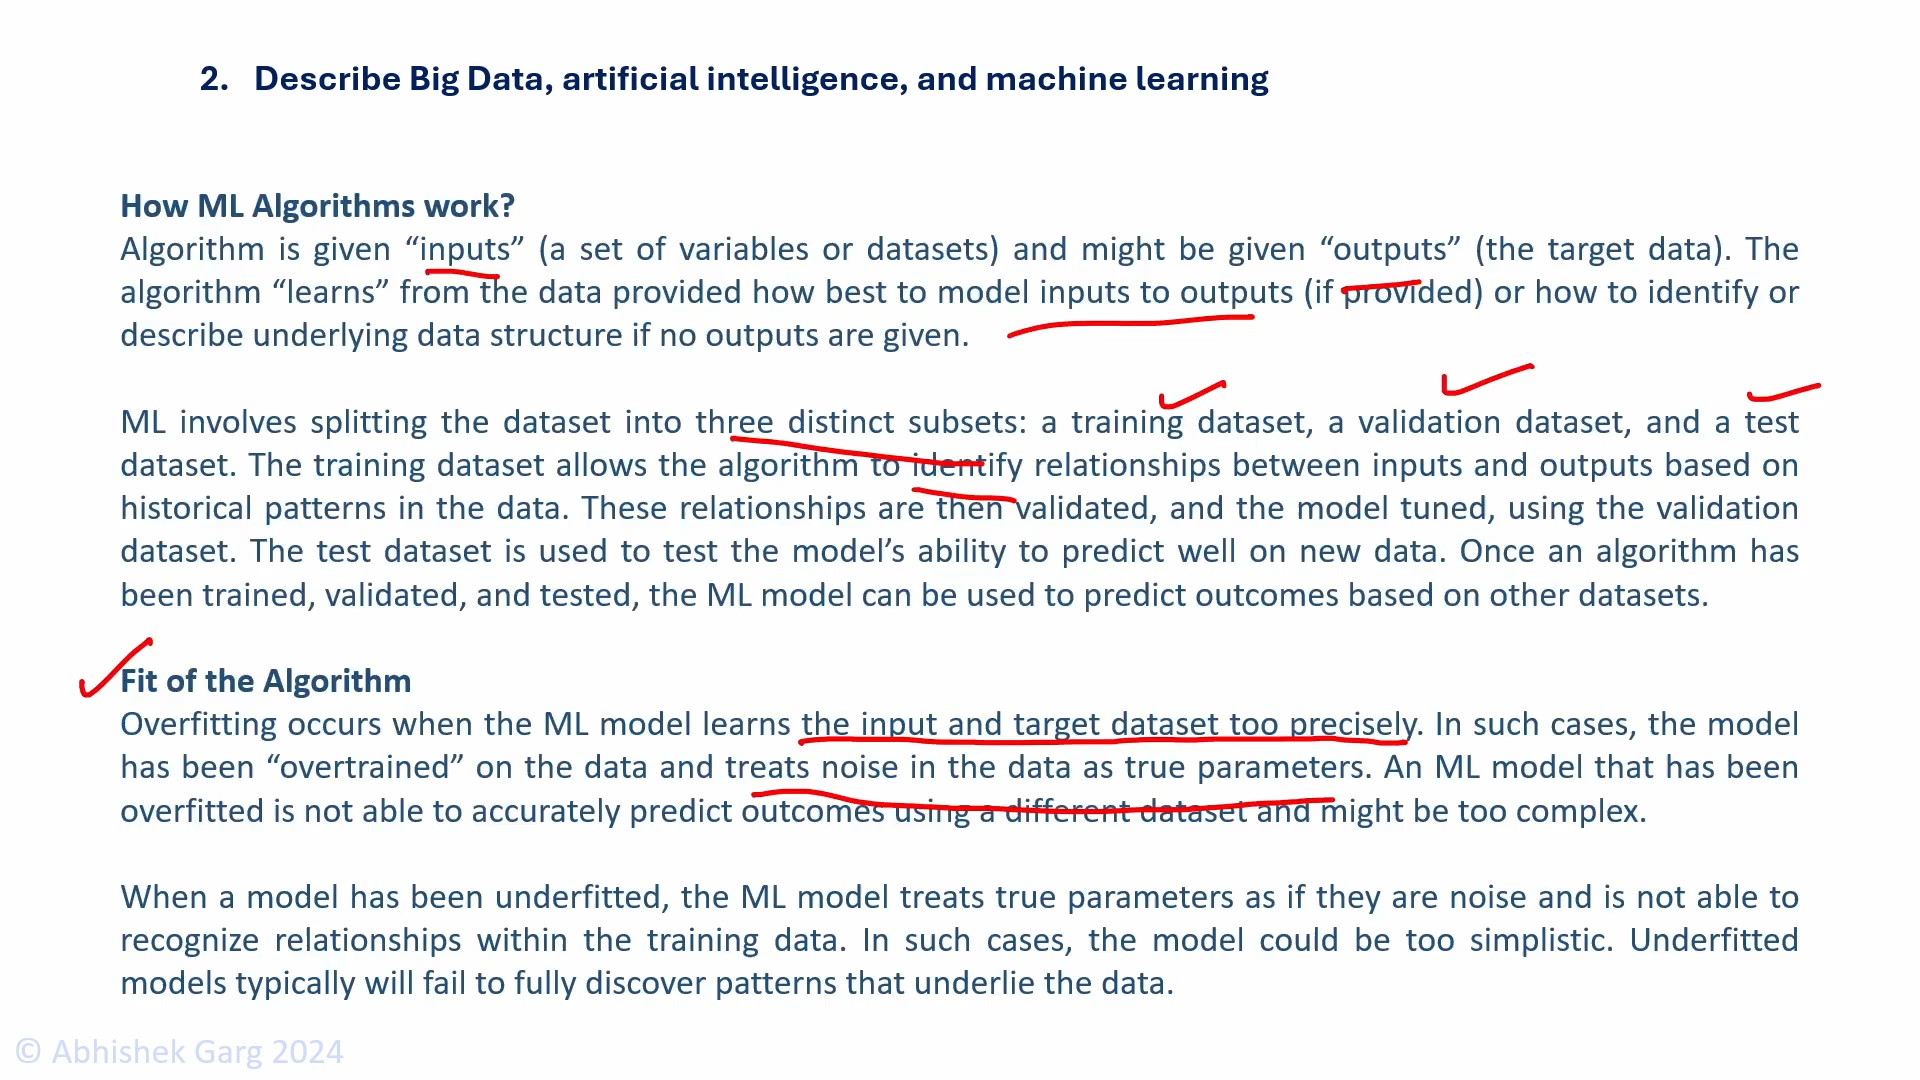 2. Describe Big Data, artificial intelligence, and machine learning
How ML Algorithms work?
Algorithm is given “inputs” (a set of variables or datasets) and might be given “outputs” (the target data). The
algorithm “learns” from the data provided how best to model inputs to outputs (if provided) or how to identify or
describe underlying data structure if no outputs are given.
ML involves splitting the dataset into three distinct subsets: a training dataset, a validation dataset, and a test
dataset. The training dataset allows the algorithm to identify relationships between inputs and outputs based on
historical patterns in the data. These relationships are then validated, and the model tuned, using the validation
dataset. The test dataset is used to test the model’s ability to predict well on new data. Once an algorithm has
been trained, validated, and tested, the ML model can be used to predict outcomes based on other datasets.
Fit of the Algorithm
Overfitting occurs when the ML model learns the input and target dataset too precisely. In such cases, the model
has been “overtrained” on the data and treats noise in the data as true parameters. An ML model that has been
overfitted is not able to accurately predict outcomes using a different dataset and might be too complex.
When a model has been underfitted, the ML model treats true parameters as if they are noise and is not able to
recognize relationships within the training data. In such cases, the model could be too simplistic. Underfitted
models typically will fail to fully discover patterns that underlie the data.
© Abhishek Garg 2024